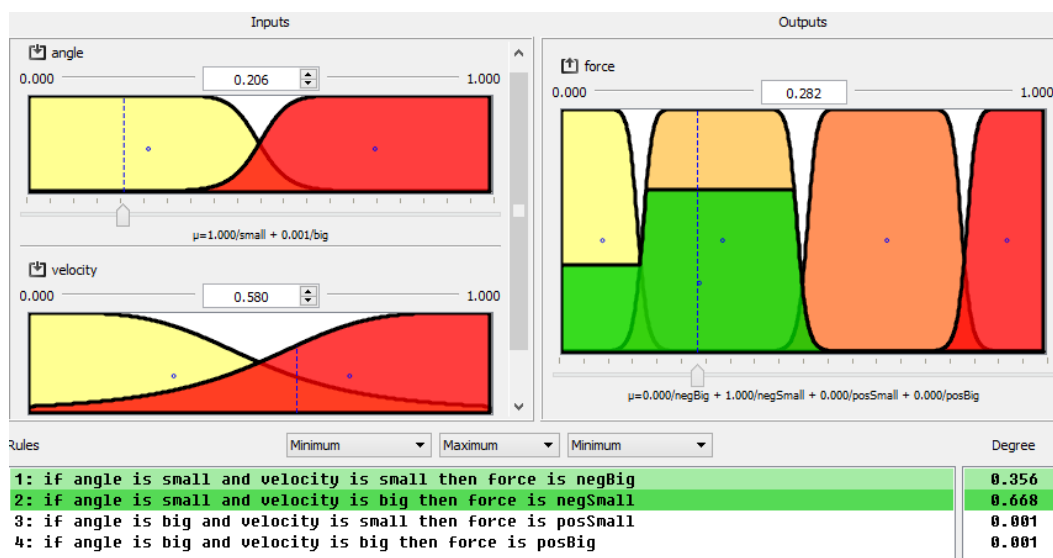 Inputs
Outputs
angle
0.000 0.206 1.000
μ=1.000/small + 0.001/big
velocity
0.000 0.580 1.000
force
0.000 0.282 1.000
μ=0.000/negBig + 1.000/negSmall + 0.000/posSmall + 0.000/posBig
Rules Minimum Maximum Minimum Degree
1: if angle is small and velocity is small then force is negBig 0.356
2: if angle is small and velocity is big then force is negSmall 0.668
3: if angle is big and velocity is small then force is posSmall 0.001
4: if angle is big and velocity is big then force is posBig 0.001